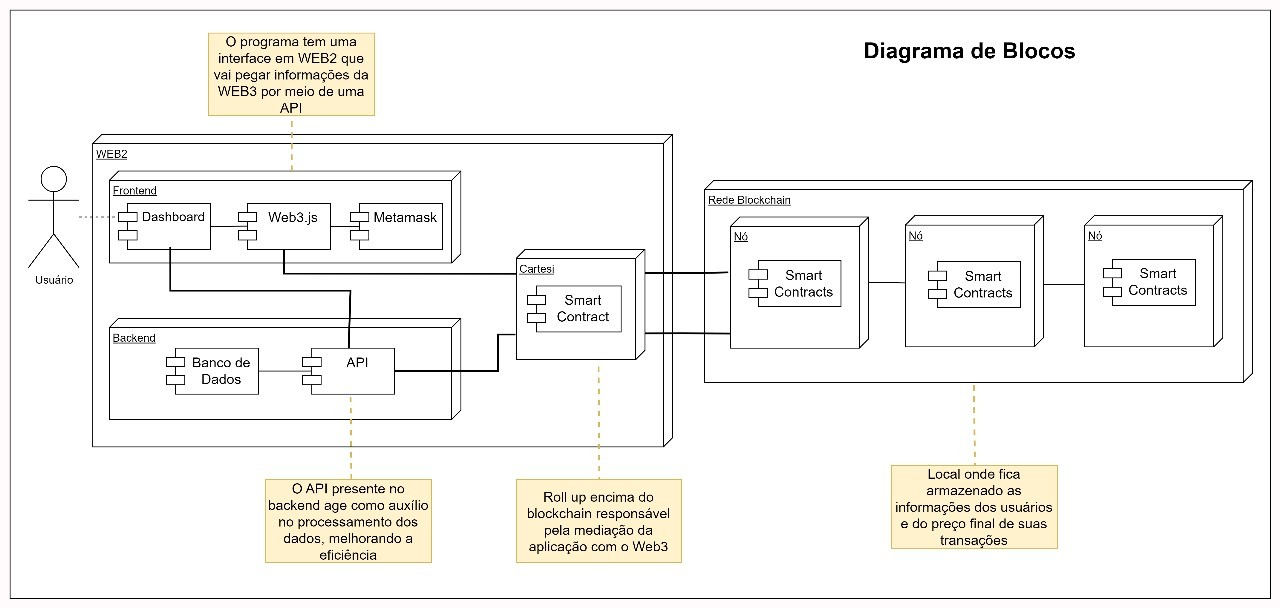 Diagrama de Blocos
O programa tem uma
interface em WEB2 que
vai pegar informações da
WEB3 por meio de uma
API
WEB2
Frontend
Dashboard
Web3.js
Metamask
Usuário
Backend
Banco de
Dados
API
Cartesi
Smart
Contract
Rede Blockchain
Nó
Smart
Contracts
Nó
Smart
Contracts
Nó
Smart
Contracts
O API presente no
backend age como auxílio
no processamento dos
dados, melhorando a
eficiência
Roll up encima do
blockchain responsável
pela mediação da
aplicação com o Web3
Local onde fica
armazenado as
informações dos usuários
e do preço final de suas
transações